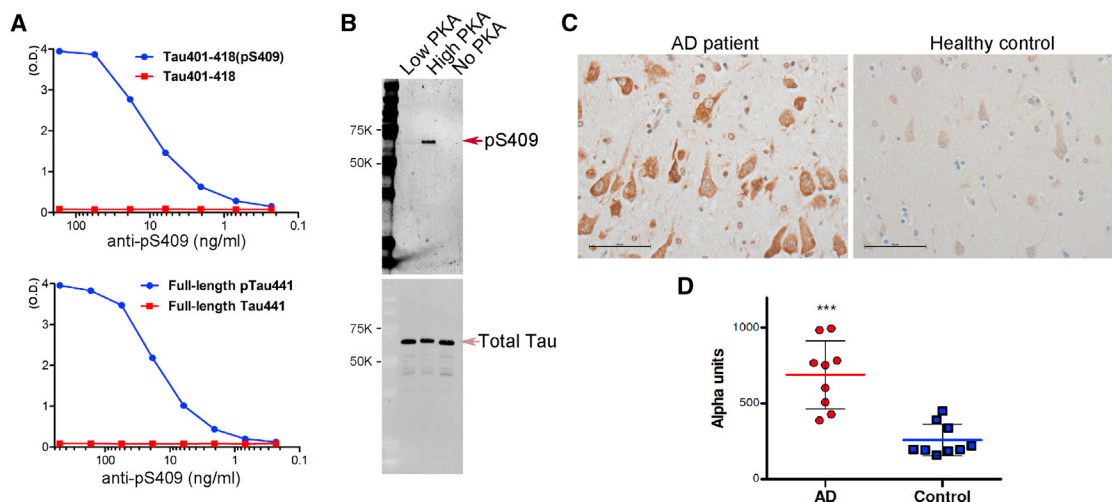 A
(O.D.)
4
3
2
1
0
Tau401-418(pS409)
Tau401-418
100 10 1 0.1
anti-pS409 (ng/ml)
(O.D.)
4
3
2
1
0
Full-length pTau441
Full-length Tau441
100 10 1 0.1
anti-pS409 (ng/ml)
B
Low PKA
High PKA
No PKA
75K
50K
pS409
75K
50K
Total Tau
C
AD patient
Healthy control
D
***
Alpha units
1000
500
0
AD Control